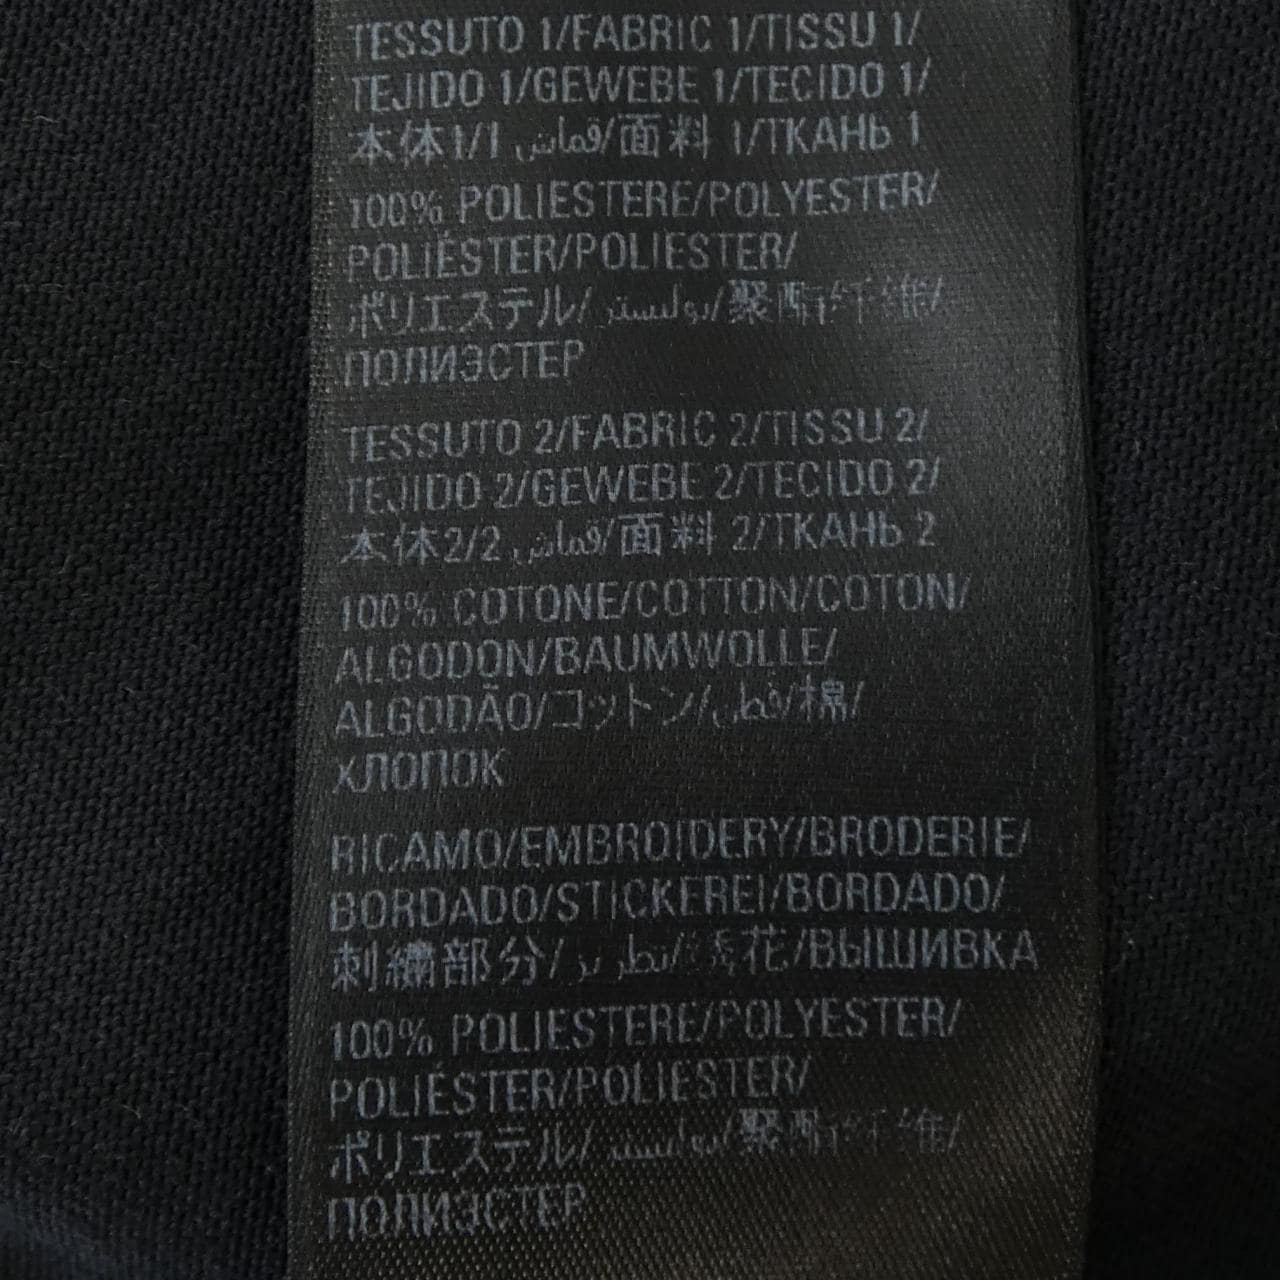 TESSUTO 1/FABRIC 1/TISSU 1/
TEJIDO 1/GEWEBE 1/TECIDO 1/
本体1/1 قماش/面料 1/ТКАНЬ 1
100% POLIESTERE/POLYESTER/
POLIÉSTER/POLIESTER/
ポリエステル/بوليستر/聚酯纤维/
ПОЛИЭСТЕР
TESSUTO 2/FABRIC 2/TISSU 2/
TEJIDO 2/GEWEBE 2/TECIDO 2/
本体2/2 قماش/面料 2/ТКАНЬ 2
100% COTONE/COTTON/COTON/
ALGODON/BAUMWOLLE/
ALGODÃO/コットン/قطن/棉/
ХЛОПОК
RICAMO/EMBROIDERY/BRODERIE/
BORDADO/STICKEREI/BORDADO/
刺繍部分/تطريز/绣花/ВЫШИВКА
100% POLIESTERE/POLYESTER/
POLIÉSTER/POLIESTER/
ポリエステル/بوليستر/聚酯纤维/
ПОЛИЭСТЕР